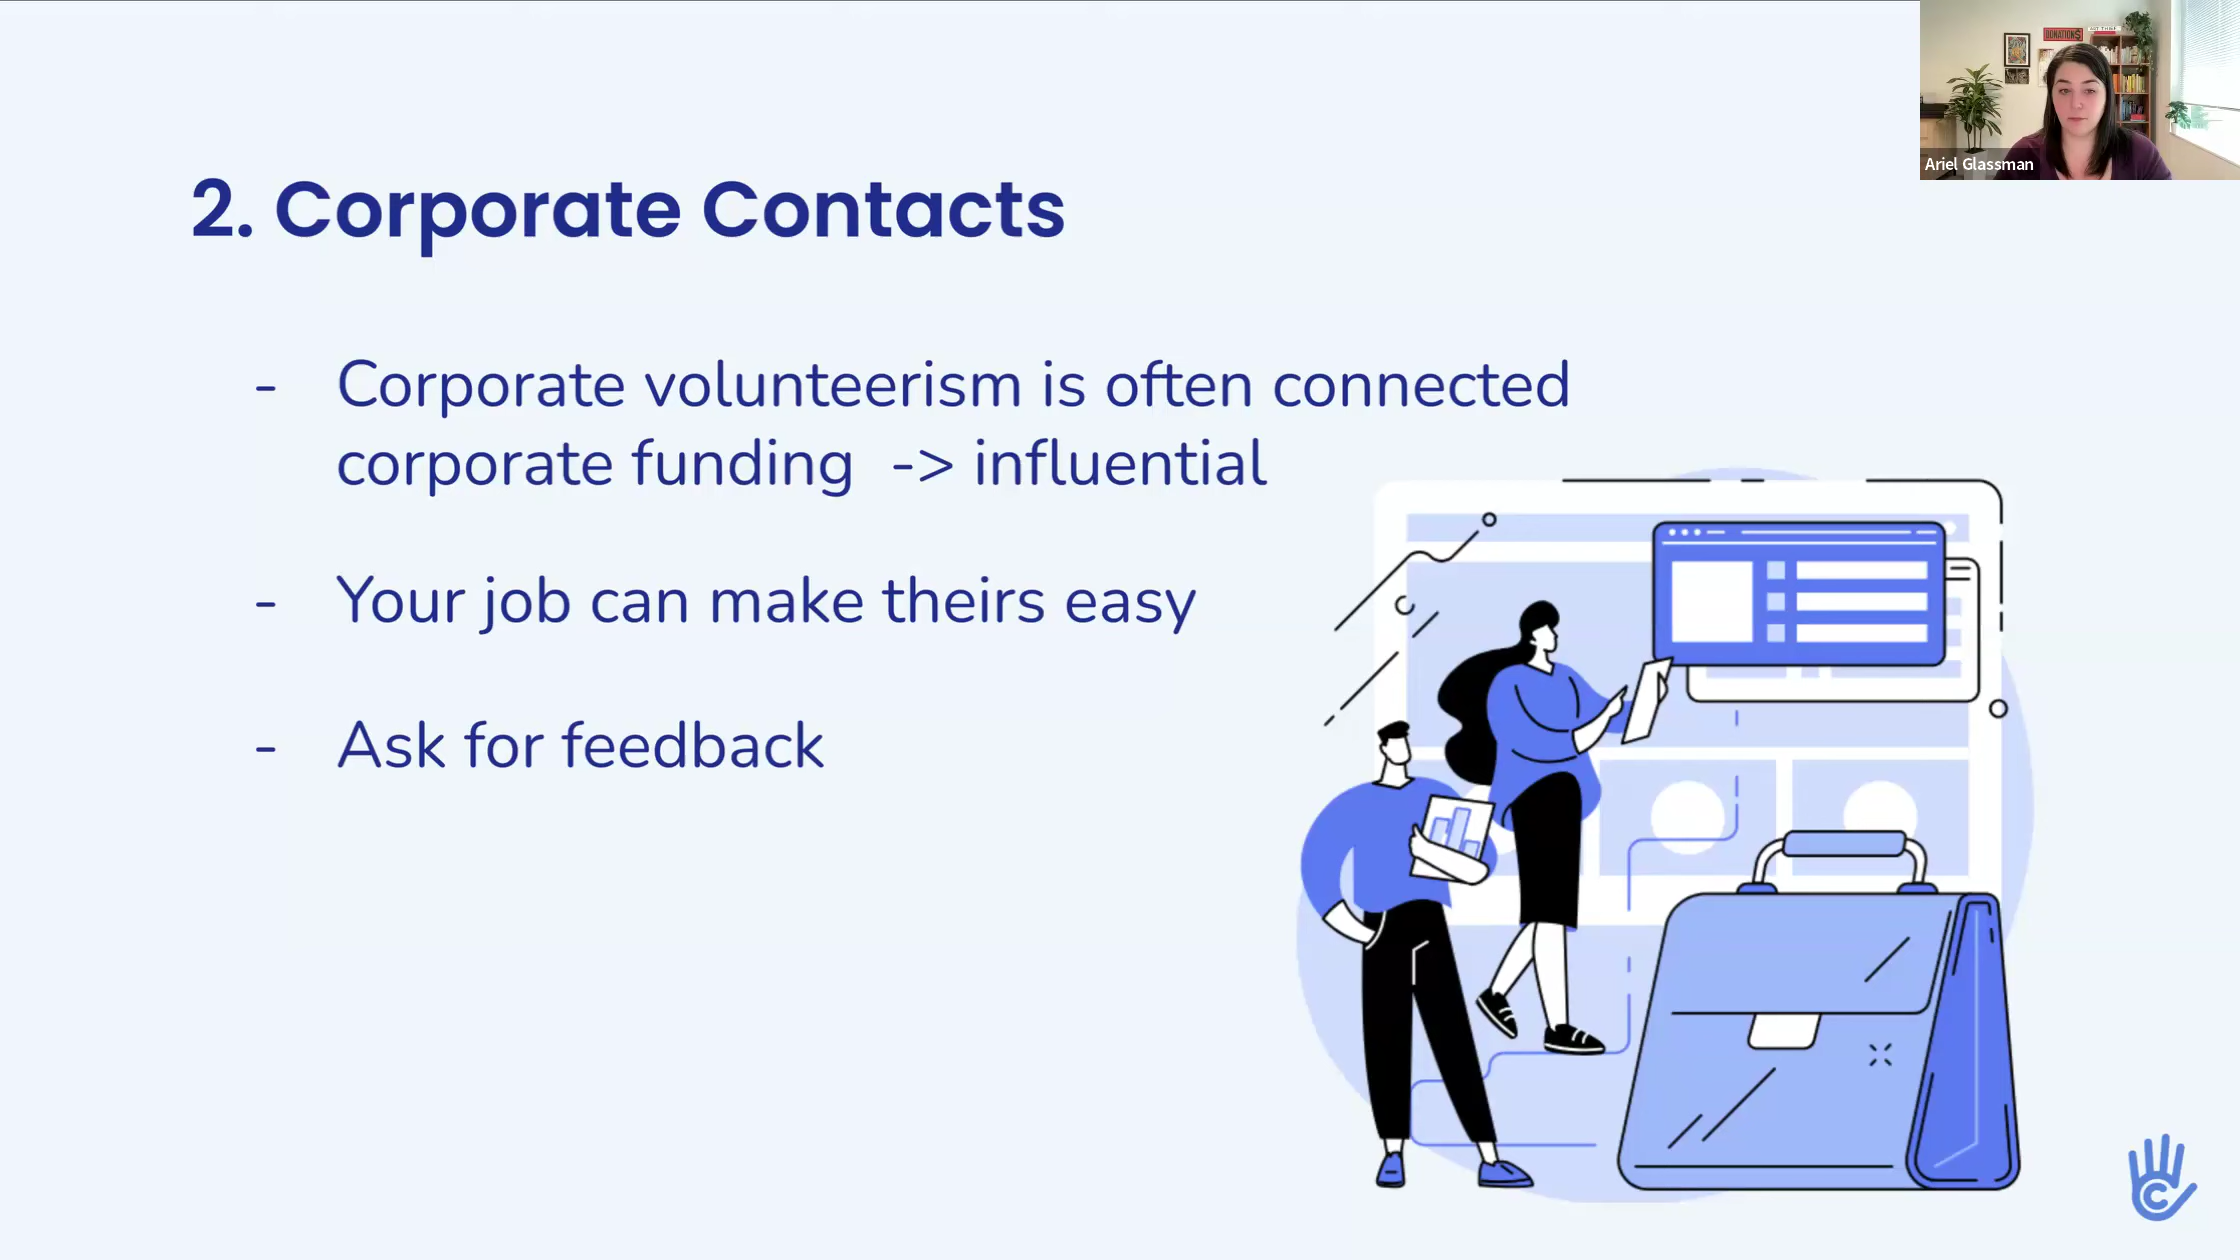 DONATION$
Ariel Glassman
2. Corporate Contacts
- Corporate volunteerism is often connected
corporate funding -> influential
- Your job can make theirs easy
- Ask for feedback
C